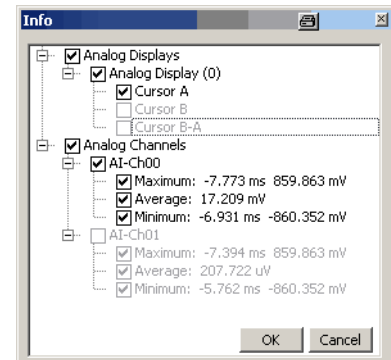 Info
Analog Displays
Analog Display (0)
Cursor A
Cursor B
Cursor B-A
Analog Channels
AI-Ch00
Maximum: -7.773 ms 859.863 mV
Average: 17.209 mV
Minimum: -6.931 ms -860.352 mV
AI-Ch01
Maximum: -7.394 ms 859.863 mV
Average: 207.722 uV
Minimum: -5.762 ms -860.352 mV
OK Cancel